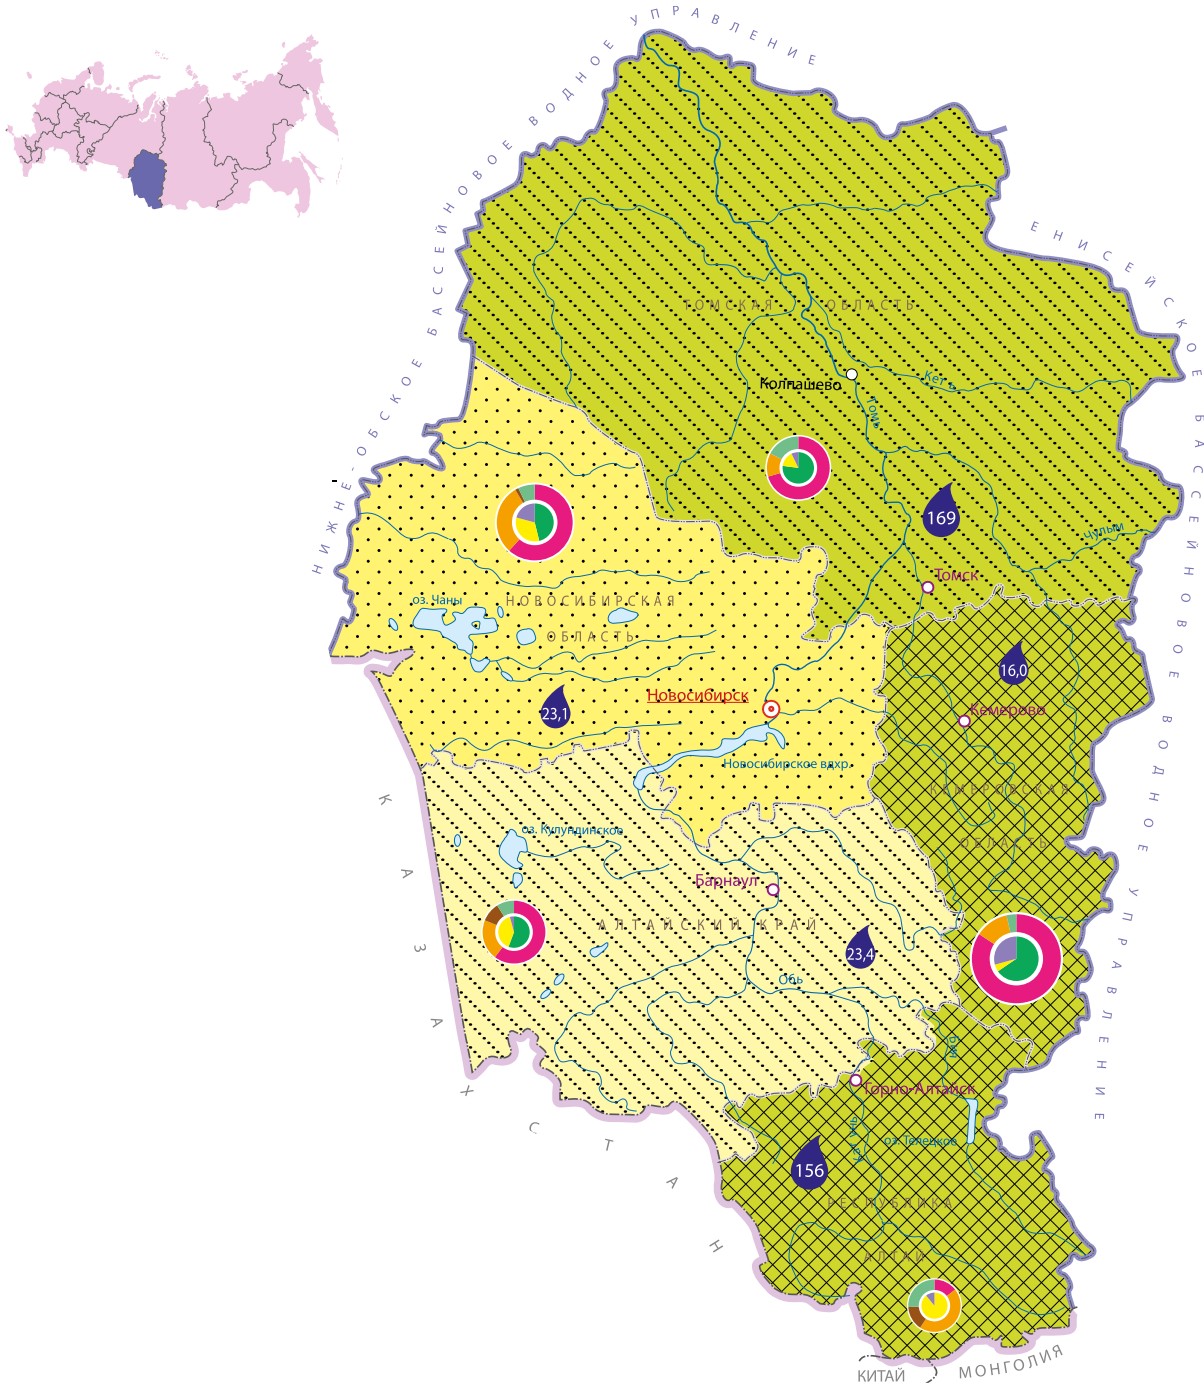 НИЖНЕ-ОБСКОЕ БАССЕЙНОВОЕ ВОДНОЕ УПРАВЛЕНИЕ
ЕНИСЕЙСКОЕ БАССЕЙНОВОЕ ВОДНОЕ УПРАВЛЕНИЕ
ТОМСКАЯ ОБЛАСТЬ
Колпашево
Кеть
Томь
169
Чулым
Томск
оз. Чаны
НОВОСИБИРСКАЯ
ОБЛАСТЬ
16,0
Новосибирск
23,1
Кемерово
Новосибирское вдхр.
КЕМЕРОВСКАЯ
ОБЛАСТЬ
оз. Кулундинское
Барнаул
АЛТАЙСКИЙ КРАЙ
23,4
Обь
Горно-Алтайск
оз. Телецкое
156
РЕСПУБЛИКА
АЛТАЙ
КАЗАХСТАН
КИТАЙ
МОНГОЛИЯ